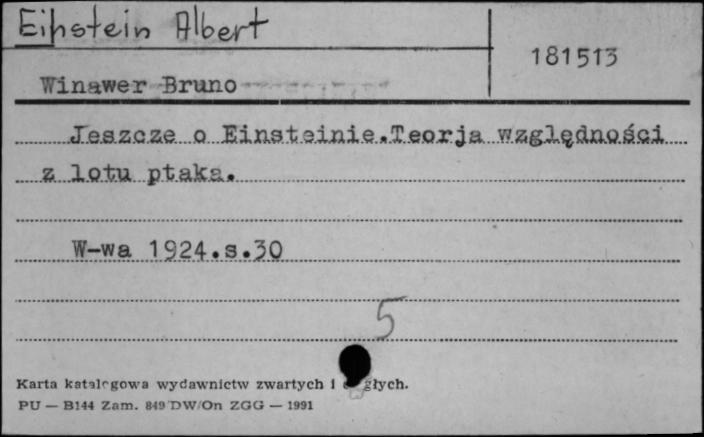 Einstein Albert
181513
Winawer Bruno
Jeszcze o Einsteinie.Teorja względności
z lotu ptaka.
W-wa 1924.s.30
5
Karta katalogowa wydawnictw zwartych i głych.
PU — B144 Zam. 849 DW/On ZGG — 1991